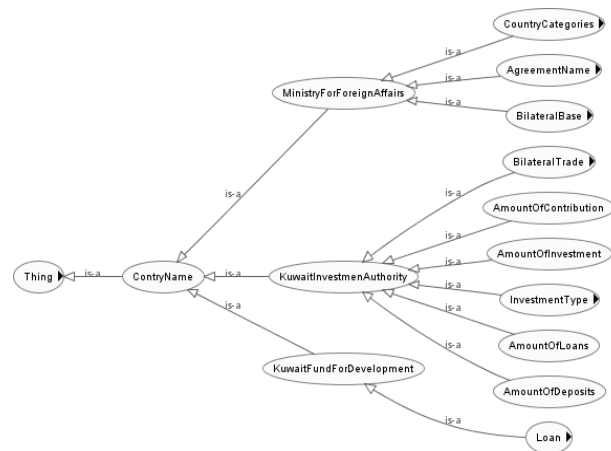 CountryCategories
is-a
AgreementName
is-a
MinistryForForeignAffairs
is-a
BilateralBase
is-a
BilateralTrade
is-a
is-a
AmountOfContribution
is-a
AmountOfInvestment
Thing
is-a
ContryName
is-a
KuwaitInvestmenAuthority
is-a
is-a
InvestmentType
is-a
is-a
AmountOfLoans
KuwaitFundForDevelopment
is-a
AmountOfDeposits
is-a
Loan